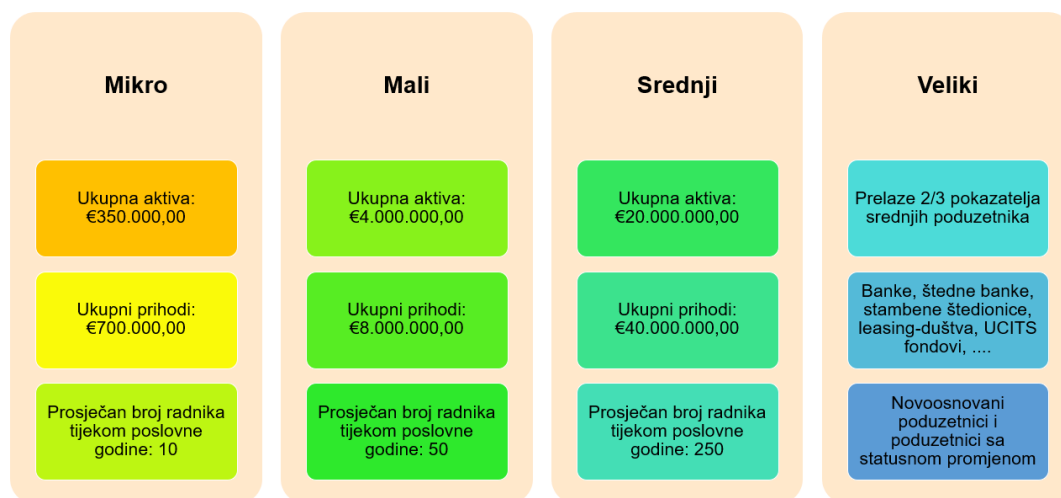 Mikro
Ukupna aktiva:
€350.000,00
Ukupni prihodi:
€700.000,00
Prosječan broj radnika
tijekom poslovne
godine: 10
Mali
Ukupna aktiva:
€4.000.000,00
Ukupni prihodi:
€8.000.000,00
Prosječan broj radnika
tijekom poslovne
godine: 50
Srednji
Ukupna aktiva:
€20.000.000,00
Ukupni prihodi:
€40.000.000,00
Prosječan broj radnika
tijekom poslovne
godine: 250
Veliki
Prelaze 2/3 pokazatelja
srednjih poduzetnika
Banke, štedne banke,
stambene štedionice,
leasing-duštva, UCITS
fondovi, ....
Novoosnovani
poduzetnici i
poduzetnici sa
statusnom promjenom